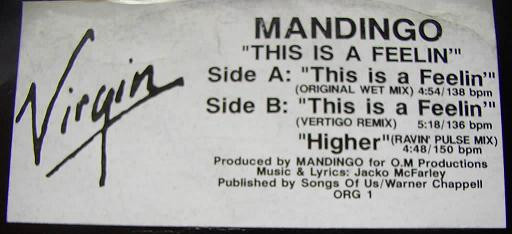 Virgin
MANDINGO
"THIS IS A FEELIN'"
Side A: "This is a Feelin'"
(ORIGINAL WET MIX) 4:54/138 bpm
Side B: "This is a Feelin'"
(VERTIGO REMIX) 5:18/136 bpm
"Higher" (RAVIN' PULSE MIX)
4:48/150 bpm
Produced by MANDINGO for O.M Productions
Music & Lyrics: Jacko McFarley
Published by Songs Of Us/Warner Chappell
ORG 1